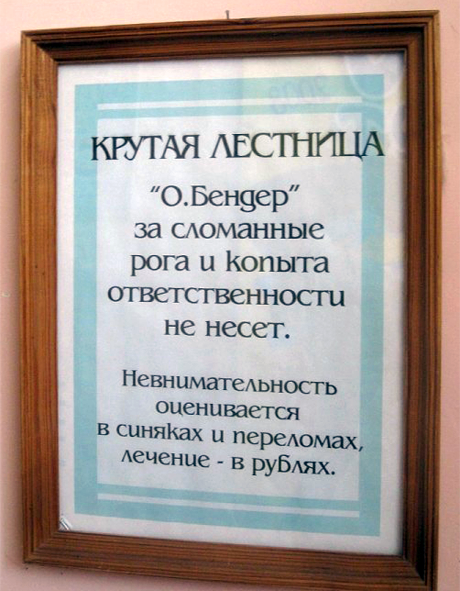 КРУТАЯ ЛЕСТНИЦА
"О.Бендер"
за сломанные
рога и копыта
ответственности
не несет.
Невнимательность
оценивается
в синяках и переломах,
лечение - в рублях.